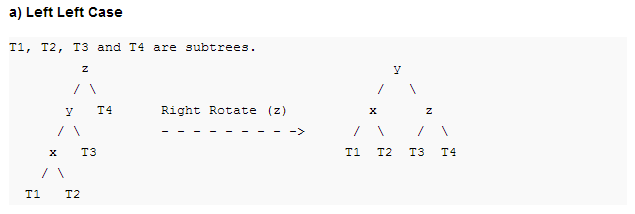 a) Left Left Case
T1, T2, T3 and T4 are subtrees.
         z                                      y
        / \                                   /   \
       y   T4      Right Rotate (z)          x      z
      / \          - - - - - - - - ->      /  \    /  \
     x   T3                               T1  T2  T3  T4
    / \
  T1   T2